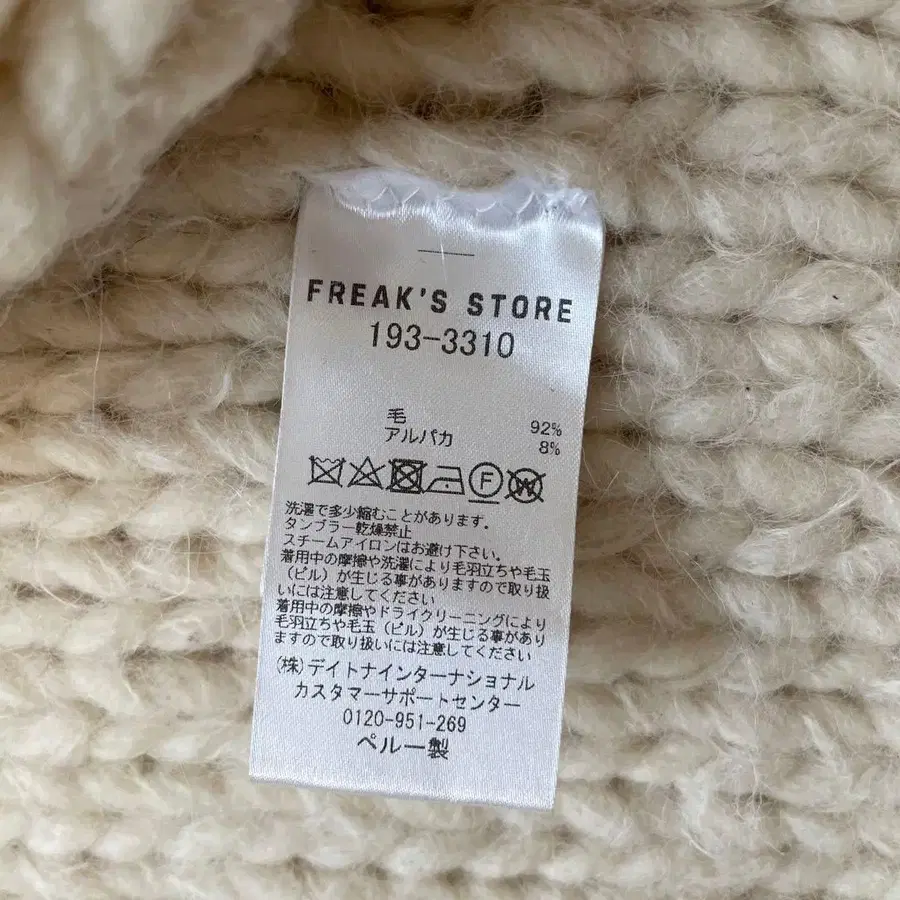 FREAK'S STORE
193-3310
毛 92%
アルパカ 8%
F W
洗濯で多少縮むことがあります。
タンブラー乾燥禁止
スチームアイロンはお避け下さい。
着用中の摩擦や洗濯により毛羽立ちや毛玉
(ピル)が生じる事がありますので取り扱
いには注意してください
着用中の摩擦やドライクリーニングにより
毛羽立ちや毛玉(ピル)が生じる事があり
ますので取り扱いには注意してください
(株)デイトナインターナショナル
カスタマーサポートセンター
0120-951-269
ペルー製